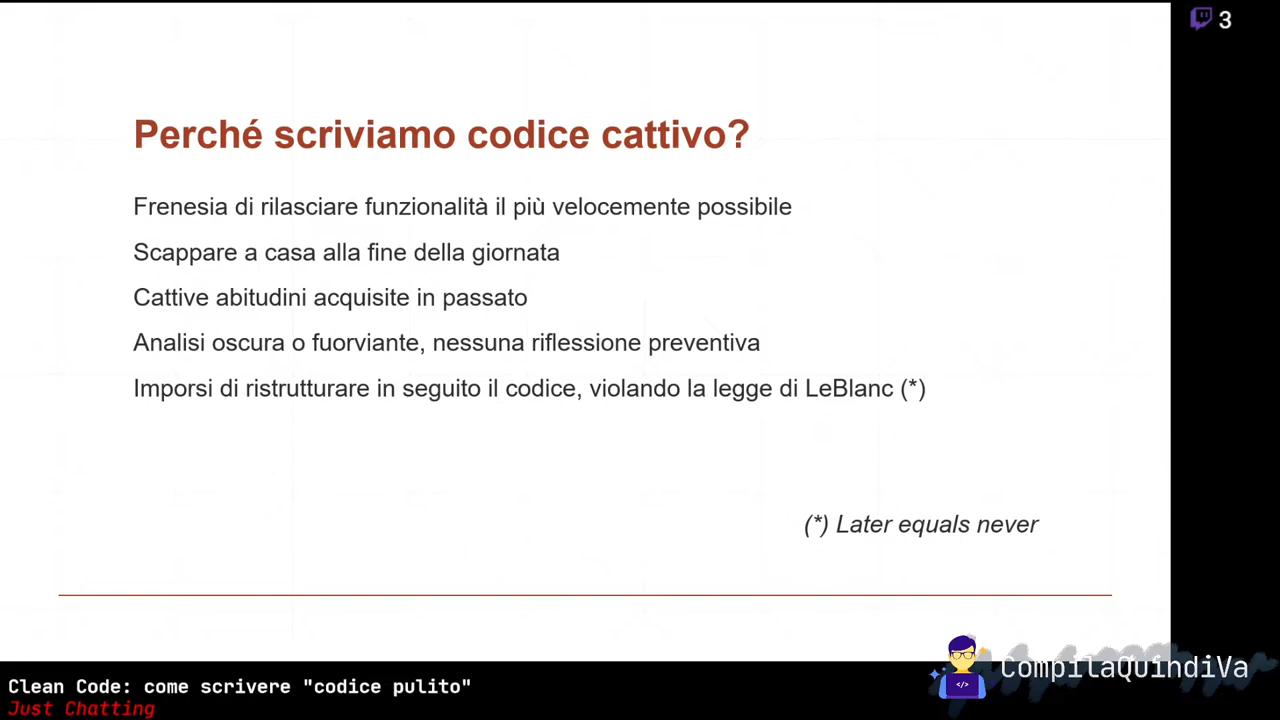 3
Perché scriviamo codice cattivo?
Frenesia di rilasciare funzionalità il più velocemente possibile
Scappare a casa alla fine della giornata
Cattive abitudini acquisite in passato
Analisi oscura o fuorviante, nessuna riflessione preventiva
Imporsi di ristrutturare in seguito il codice, violando la legge di LeBlanc (*)
(*) Later equals never
</>
CompilaQuindiVa
Clean Code: come scrivere "codice pulito"
Just Chatting